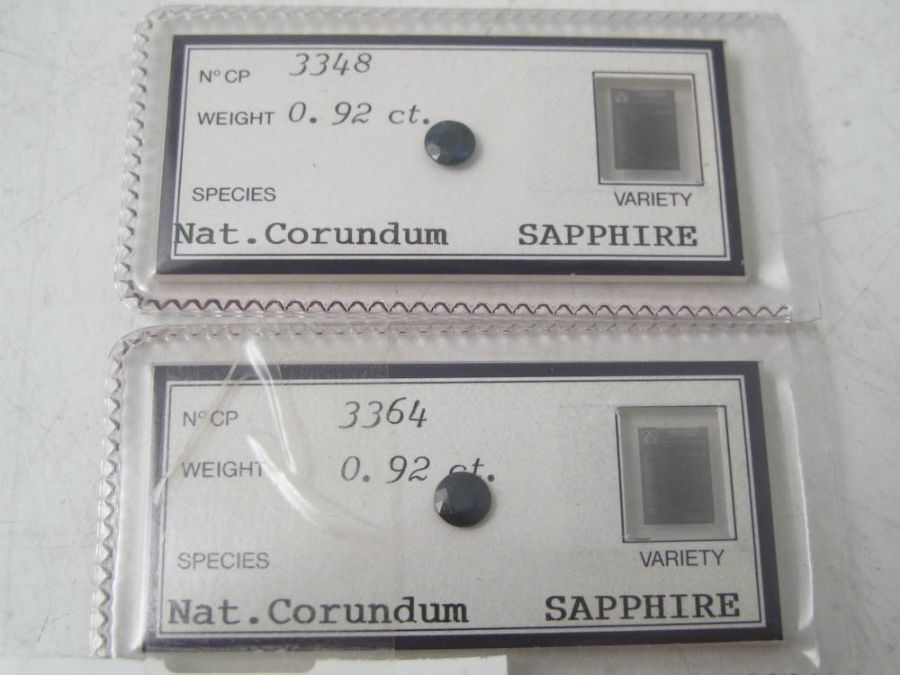 N° CP 3348
WEIGHT 0.92 ct.
SPECIES VARIETY
Nat.Corundum SAPPHIRE
N° CP 3364
WEIGHT 0.92 ct.
SPECIES VARIETY
Nat.Corundum SAPPHIRE